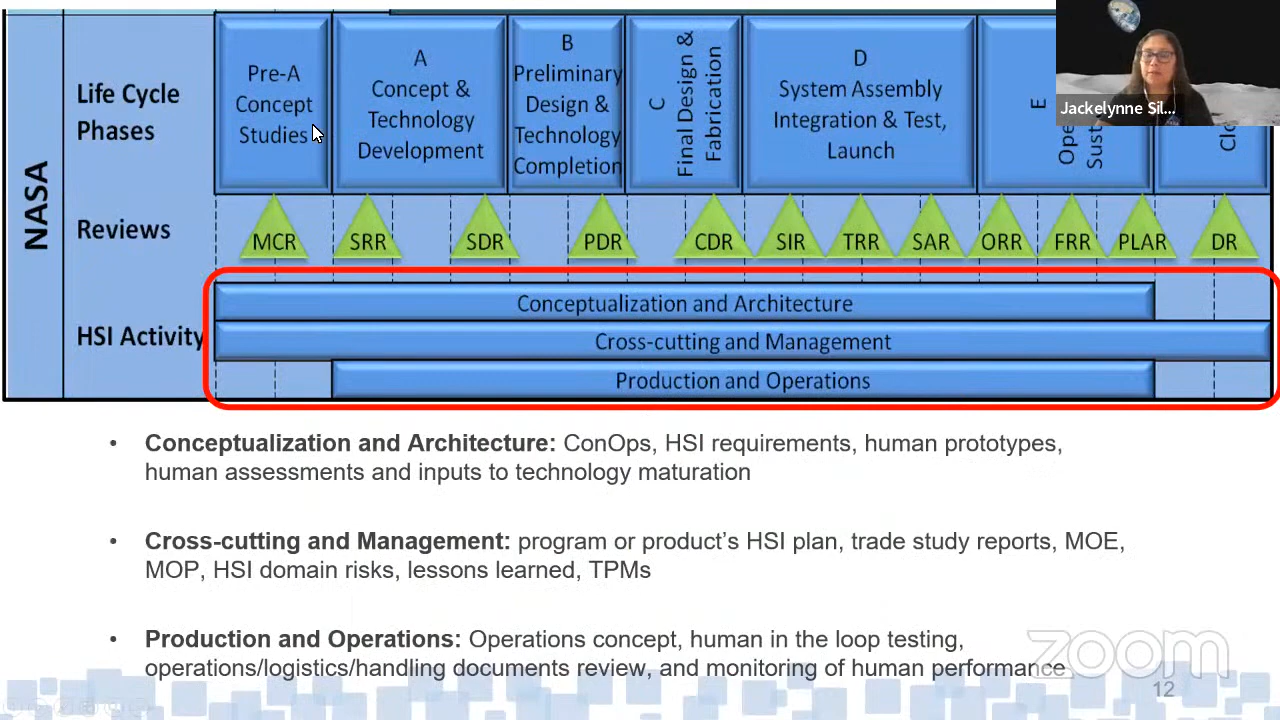 NASA
Life Cycle
Phases
Pre-A
Concept
Studies
A
Concept &
Technology
Development
B
Preliminary
Design &
Technology
Completion
C
Final Design &
Fabrication
D
System Assembly
Integration & Test,
Launch
E
Jackelynne Sil...
Reviews
MCR SRR SDR PDR CDR SIR TRR SAR ORR FRR PLAR DR
HSI Activity
Conceptualization and Architecture
Cross-cutting and Management
Production and Operations
• Conceptualization and Architecture: ConOps, HSI requirements, human prototypes,
human assessments and inputs to technology maturation
• Cross-cutting and Management: program or product’s HSI plan, trade study reports, MOE,
MOP, HSI domain risks, lessons learned, TPMs
• Production and Operations: Operations concept, human in the loop testing,
operations/logistics/handling documents review, and monitoring of human performance
zoom
12